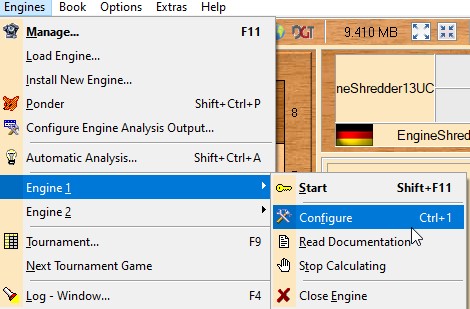 Engines Book Options Extras Help
Manage... F11
Load Engine...
Install New Engine...
Ponder Shift+Ctrl+P
Configure Engine Analysis Output...
Automatic Analysis... Shift+Ctrl+A
Engine 1
Engine 2
Tournament... F9
Next Tournament Game
Log - Window... F4
Start Shift+F11
Configure Ctrl+1
Read Documentation
Stop Calculating
Close Engine
DGT
9.410 MB
8
neShredder13UC
EngineShred